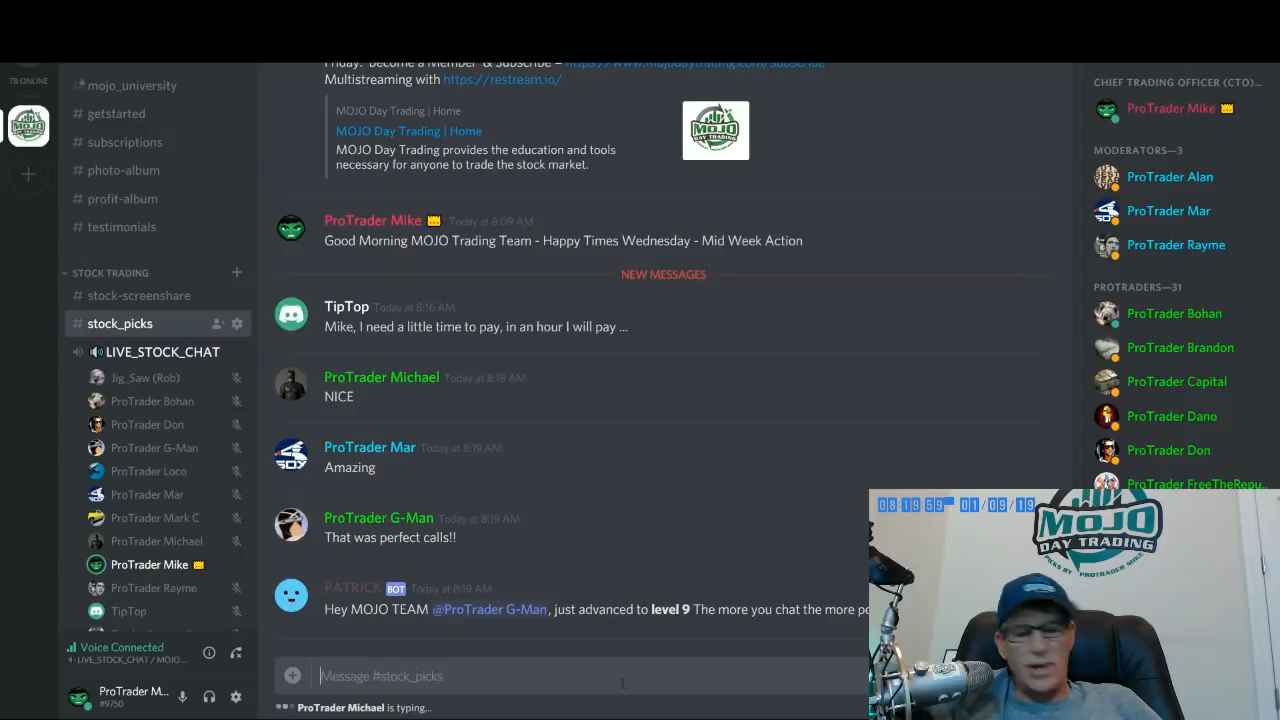 7B ONLINE
mojo_university
# getstarted
# subscriptions
# photo-album
# profit-album
# testimonials
STOCK TRADING
# stock-screenshare
# stock_picks
LIVE_STOCK_CHAT
Jig_Saw (Rob)
ProTrader Bohan
ProTrader Don
ProTrader G-Man
ProTrader Loco
ProTrader Mar
ProTrader Mark C
ProTrader Michael
ProTrader Mike
ProTrader Rayme
TipTop
Voice Connected
LIVE_STOCK_CHAT / MOJO...
ProTrader M...
#9750
Friday. Become a Member & Subscribe = https://www.mojodaytrading.com/subscribe
Multistreaming with https://restream.io/
MOJO Day Trading | Home
MOJO Day Trading | Home
MOJO Day Trading provides the education and tools
necessary for anyone to trade the stock market.
MOJO
DAY TRADING
ProTrader Mike Today at 8:09 AM
Good Morning MOJO Trading Team - Happy Times Wednesday - Mid Week Action
NEW MESSAGES
TipTop Today at 8:16 AM
Mike, I need a little time to pay, in an hour I will pay ...
ProTrader Michael Today at 8:18 AM
NICE
ProTrader Mar Today at 8:19 AM
Amazing
ProTrader G-Man Today at 8:19 AM
That was perfect calls!!
PATRICK BOT Today at 8:19 AM
Hey MOJO TEAM @ProTrader G-Man, just advanced to level 9 The more you chat the more po
Message #stock_picks
ProTrader Michael is typing...
CHIEF TRADING OFFICER (CTO)...
ProTrader Mike
MODERATORS—3
ProTrader Alan
ProTrader Mar
ProTrader Rayme
PROTRADERS—31
ProTrader Bohan
ProTrader Brandon
ProTrader Capital
ProTrader Dano
ProTrader Don
ProTrader FreeTheRepu..
08:19:59 01/09/19
MOJO
DAY TRADING
PICKS BY PROTRADER MIKE